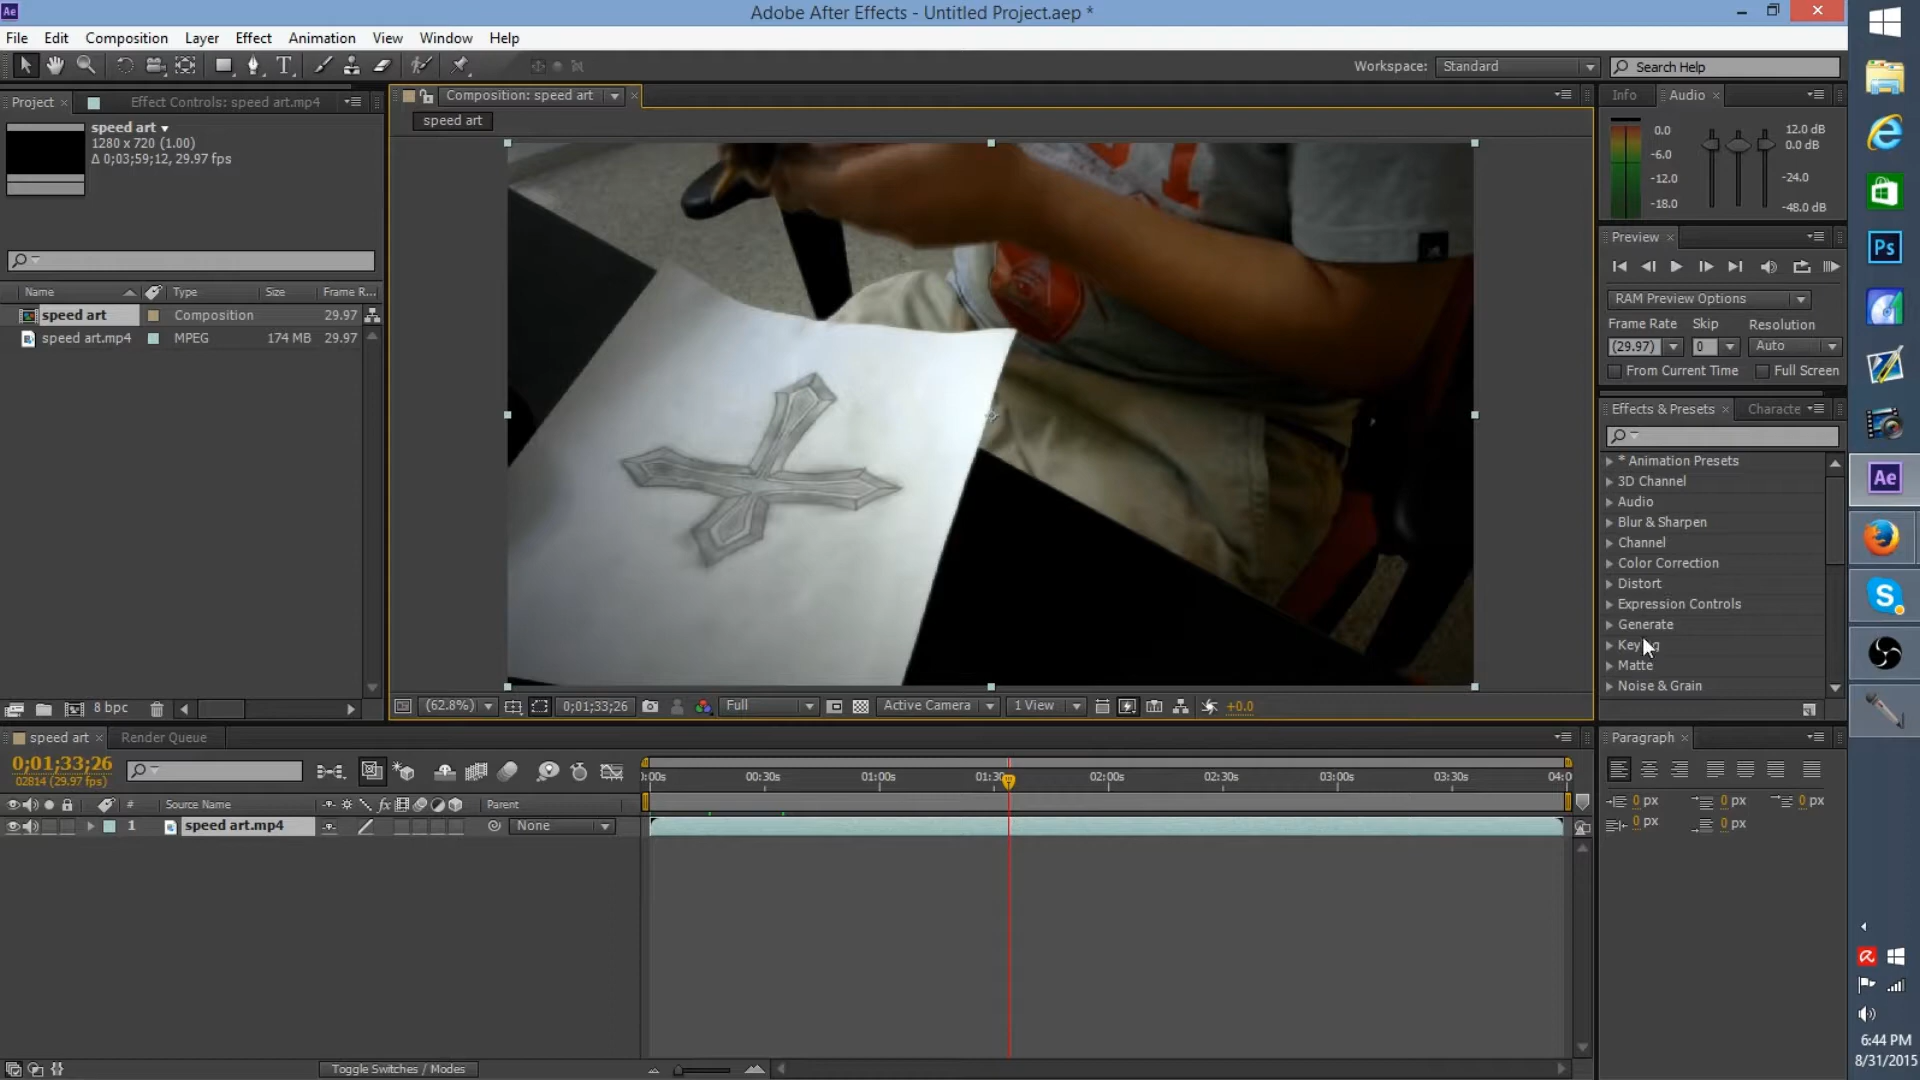 Ae
Adobe After Effects - Untitled Project.aep *
File Edit Composition Layer Effect Animation View Window Help
Workspace: Standard
Search Help
Project
Effect Controls: speed art.mp4
Composition: speed art
speed art
speed art
1280 x 720 (1.00)
Δ 0;03;59;12, 29.97 fps
Name Type Size Frame R...
speed art Composition 29.97
speed art.mp4 MPEG 174 MB 29.97
8 bpc
(62.8%) 0;01;33;26 Full Active Camera 1 View +0.0
Info Audio
0.0 12.0 dB
-6.0 0.0 dB
-12.0 -24.0
-18.0 -48.0 dB
Preview
RAM Preview Options
Frame Rate Skip Resolution
(29.97) 0 Auto
From Current Time Full Screen
Effects & Presets Characte
* Animation Presets
3D Channel
Audio
Blur & Sharpen
Channel
Color Correction
Distort
Expression Controls
Generate
Matte
Noise & Grain
Paragraph
0 px 0 px 0 px
0 px 0 px
speed art Render Queue
0;01;33;26
02814 (29.97 fps)
# Source Name fx Parent
1 speed art.mp4 None
):00s 00:30s 01:00s 01:30s 02:00s 02:30s 03:00s 03:30s 04:0
Toggle Switches / Modes
Ps
Ae
S
6:44 PM
8/31/2015